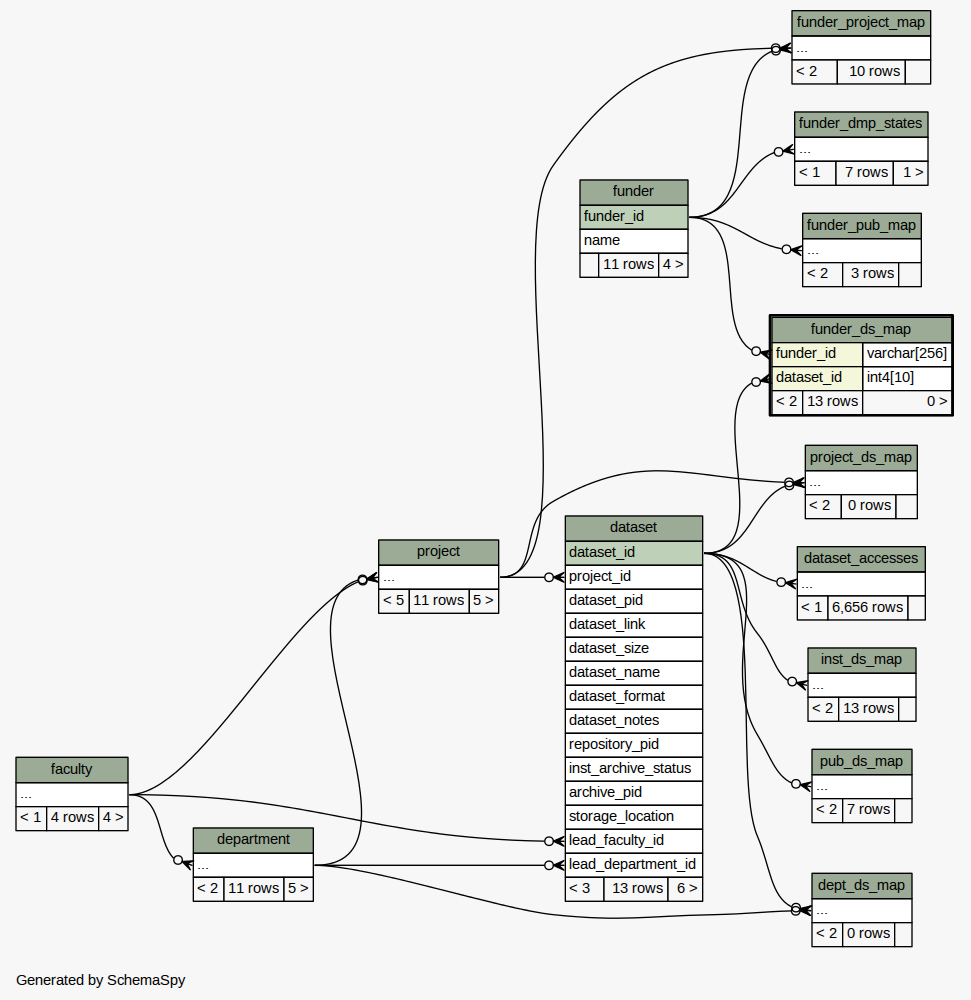 funder_project_map
...
< 2 10 rows
funder_dmp_states
...
< 1 7 rows 1 >
funder
funder_id
name
11 rows 4 >
funder_pub_map
...
< 2 3 rows
funder_ds_map
funder_id varchar[256]
dataset_id int4[10]
< 2 13 rows 0 >
project_ds_map
...
< 2 0 rows
dataset
dataset_id
project_id
dataset_pid
dataset_link
dataset_size
dataset_name
dataset_format
dataset_notes
repository_pid
inst_archive_status
archive_pid
storage_location
lead_faculty_id
lead_department_id
< 3 13 rows 6 >
project
...
< 5 11 rows 5 >
dataset_accesses
...
< 1 6,656 rows
inst_ds_map
...
< 2 13 rows
pub_ds_map
...
< 2 7 rows
faculty
...
< 1 4 rows 4 >
department
...
< 2 11 rows 5 >
dept_ds_map
...
< 2 0 rows
Generated by SchemaSpy